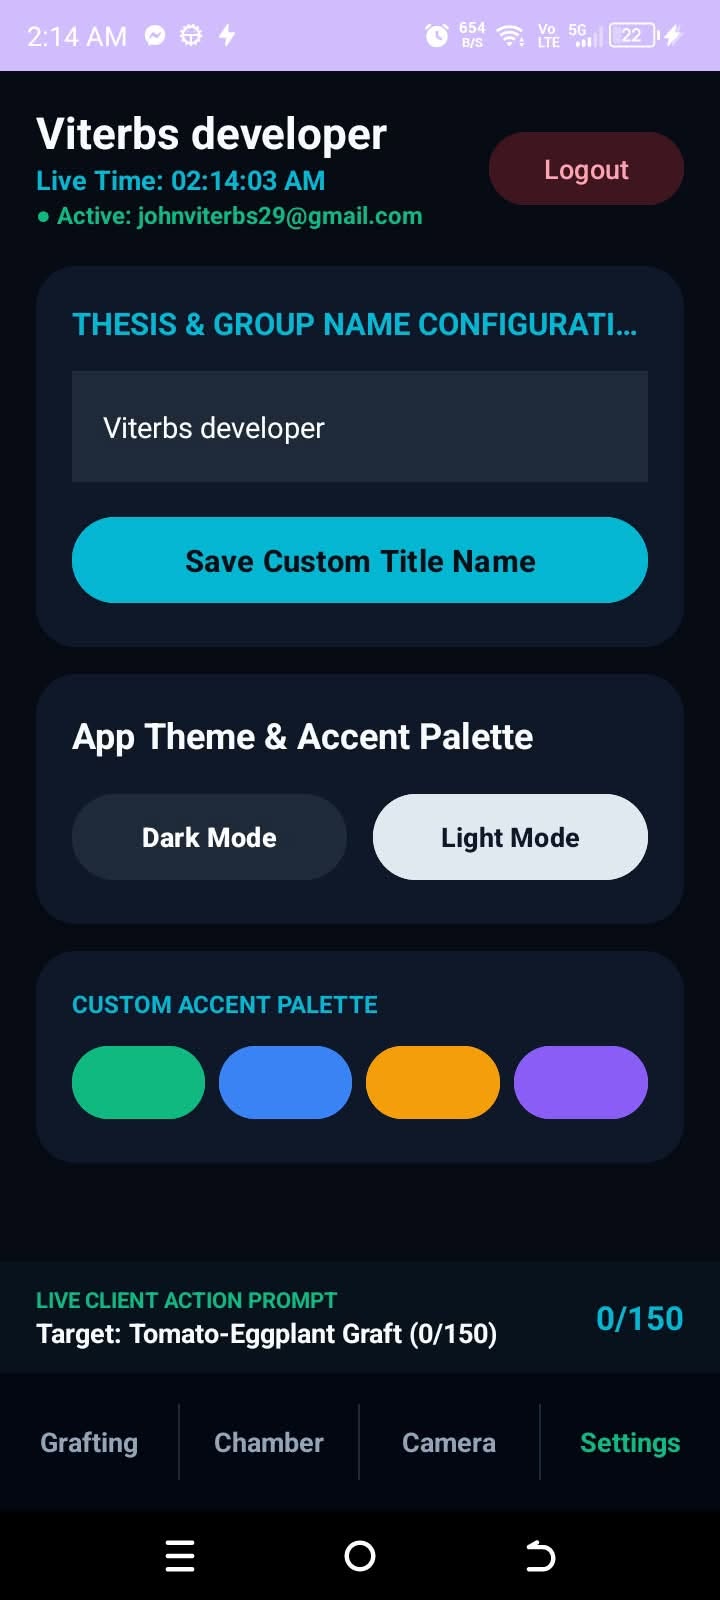 2:14 AM
654 B/S
Vo LTE
5G
22
Viterbs developer
Live Time: 02:14:03 AM
● Active: johnviterbs29@gmail.com
Logout
THESIS & GROUP NAME CONFIGURATI...
Viterbs developer
Save Custom Title Name
App Theme & Accent Palette
Dark Mode
Light Mode
CUSTOM ACCENT PALETTE
LIVE CLIENT ACTION PROMPT
Target: Tomato-Eggplant Graft (0/150)
0/150
Grafting
Chamber
Camera
Settings